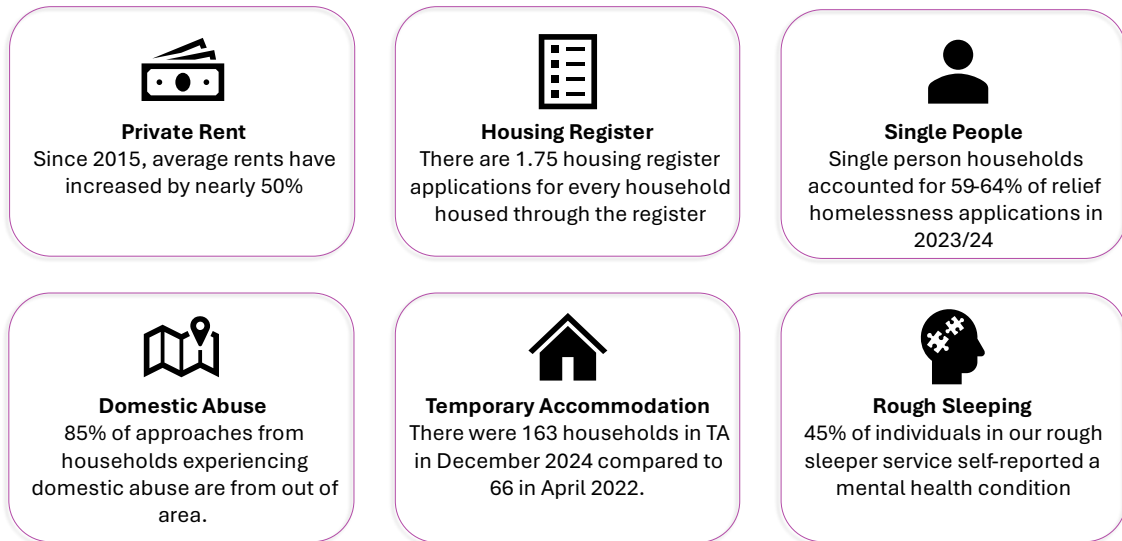 Private Rent
Since 2015, average rents have
increased by nearly 50%
Housing Register
There are 1.75 housing register
applications for every household
housed through the register
Single People
Single person households
accounted for 59-64% of relief
homelessness applications in
2023/24
Domestic Abuse
85% of approaches from
households experiencing
domestic abuse are from out of
area.
Temporary Accommodation
There were 163 households in TA
in December 2024 compared to
66 in April 2022.
Rough Sleeping
45% of individuals in our rough
sleeper service self-reported a
mental health condition